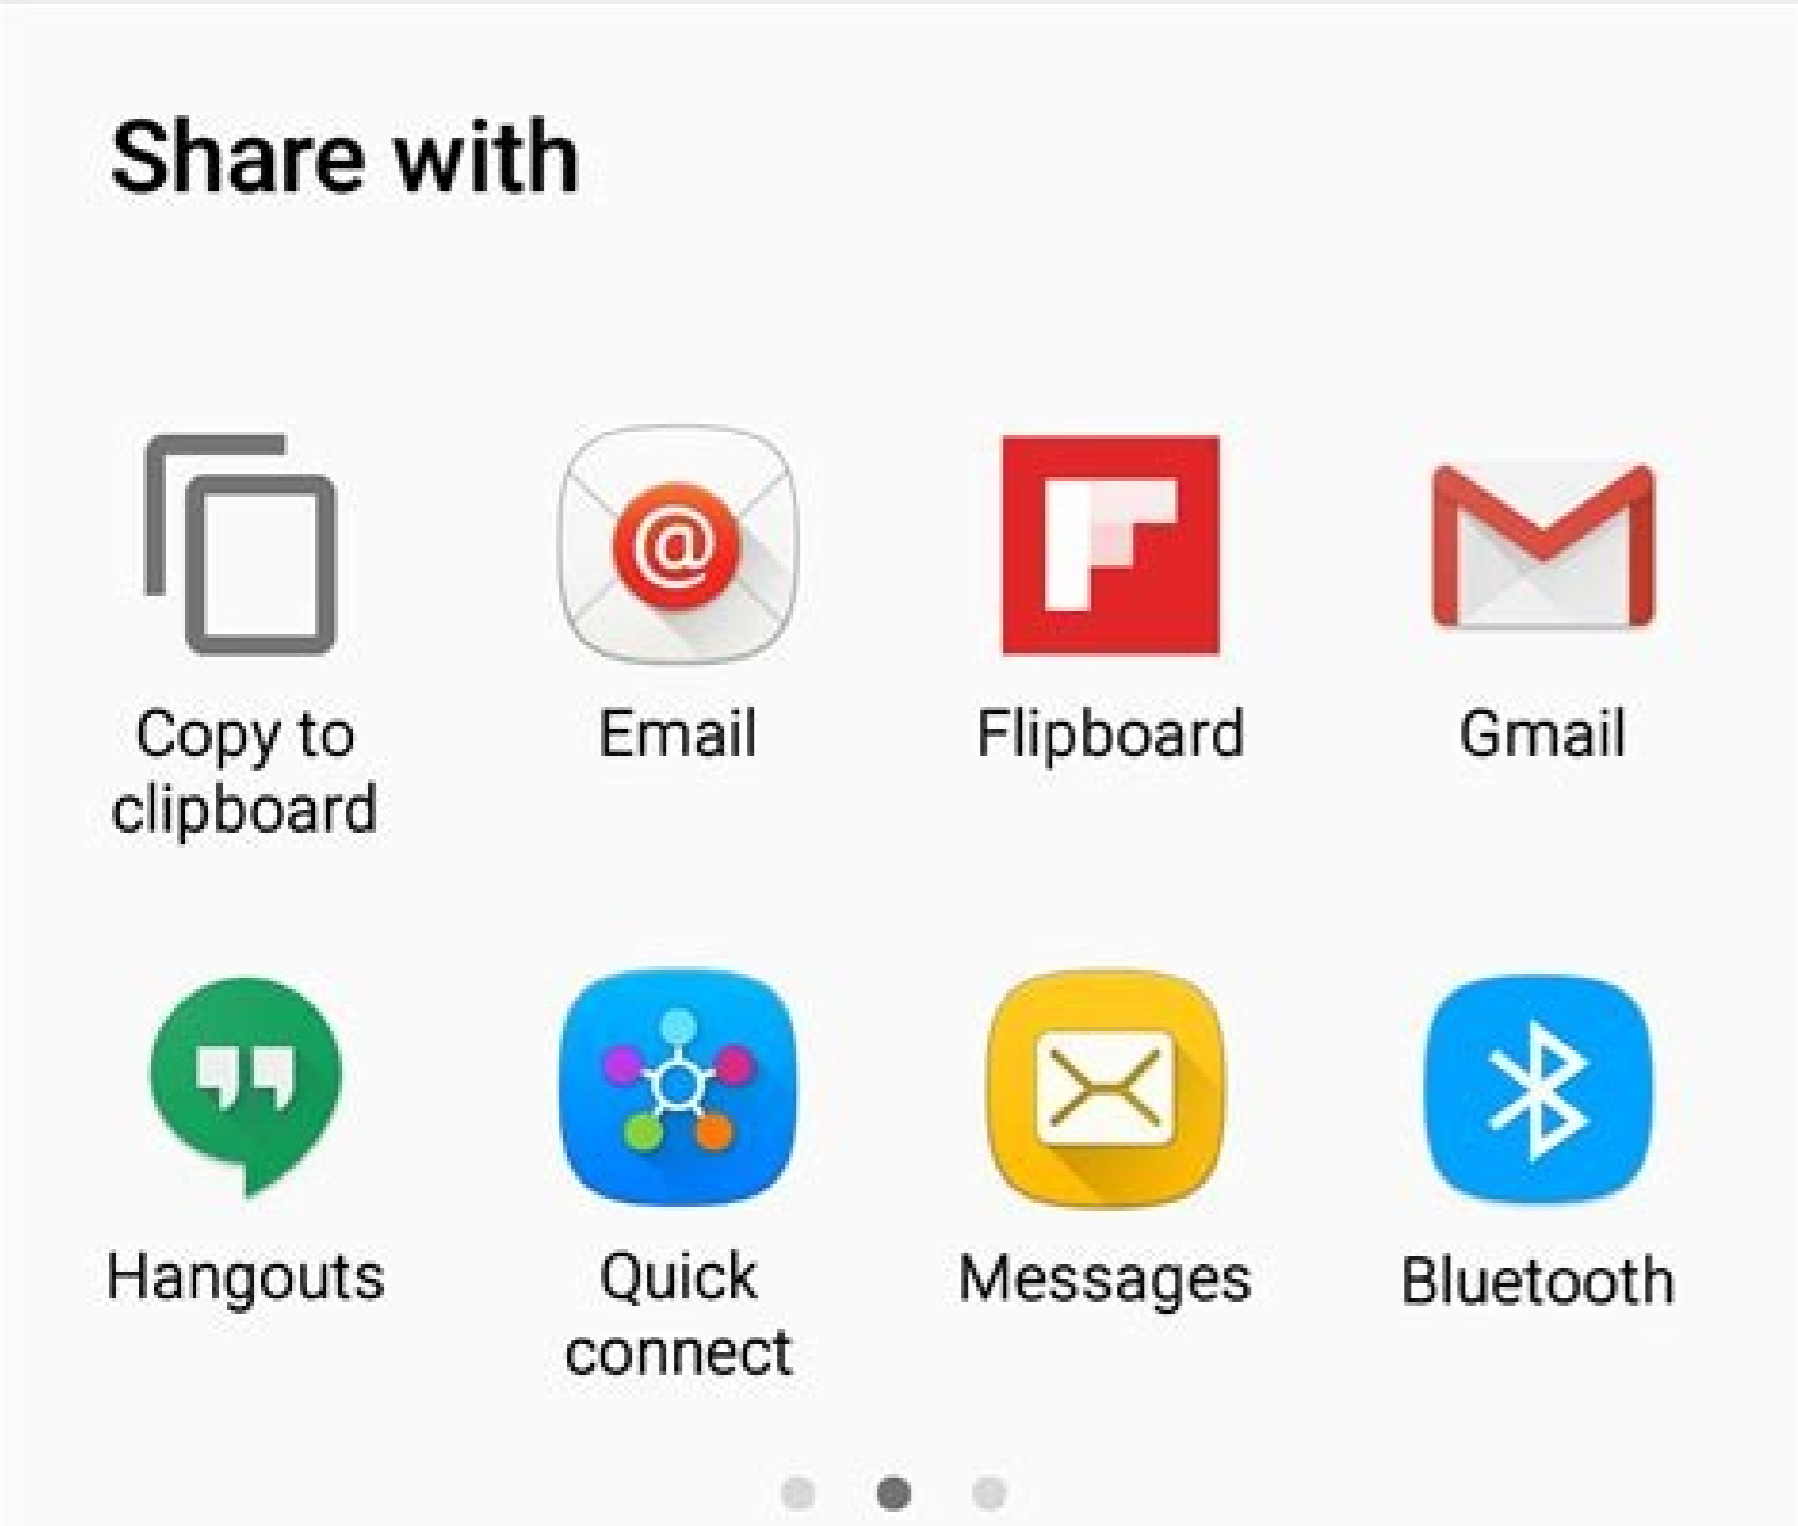 Share with
Copy to
clipboard
Email
Flipboard
Gmail
Hangouts
Quick
connect
Messages
Bluetooth